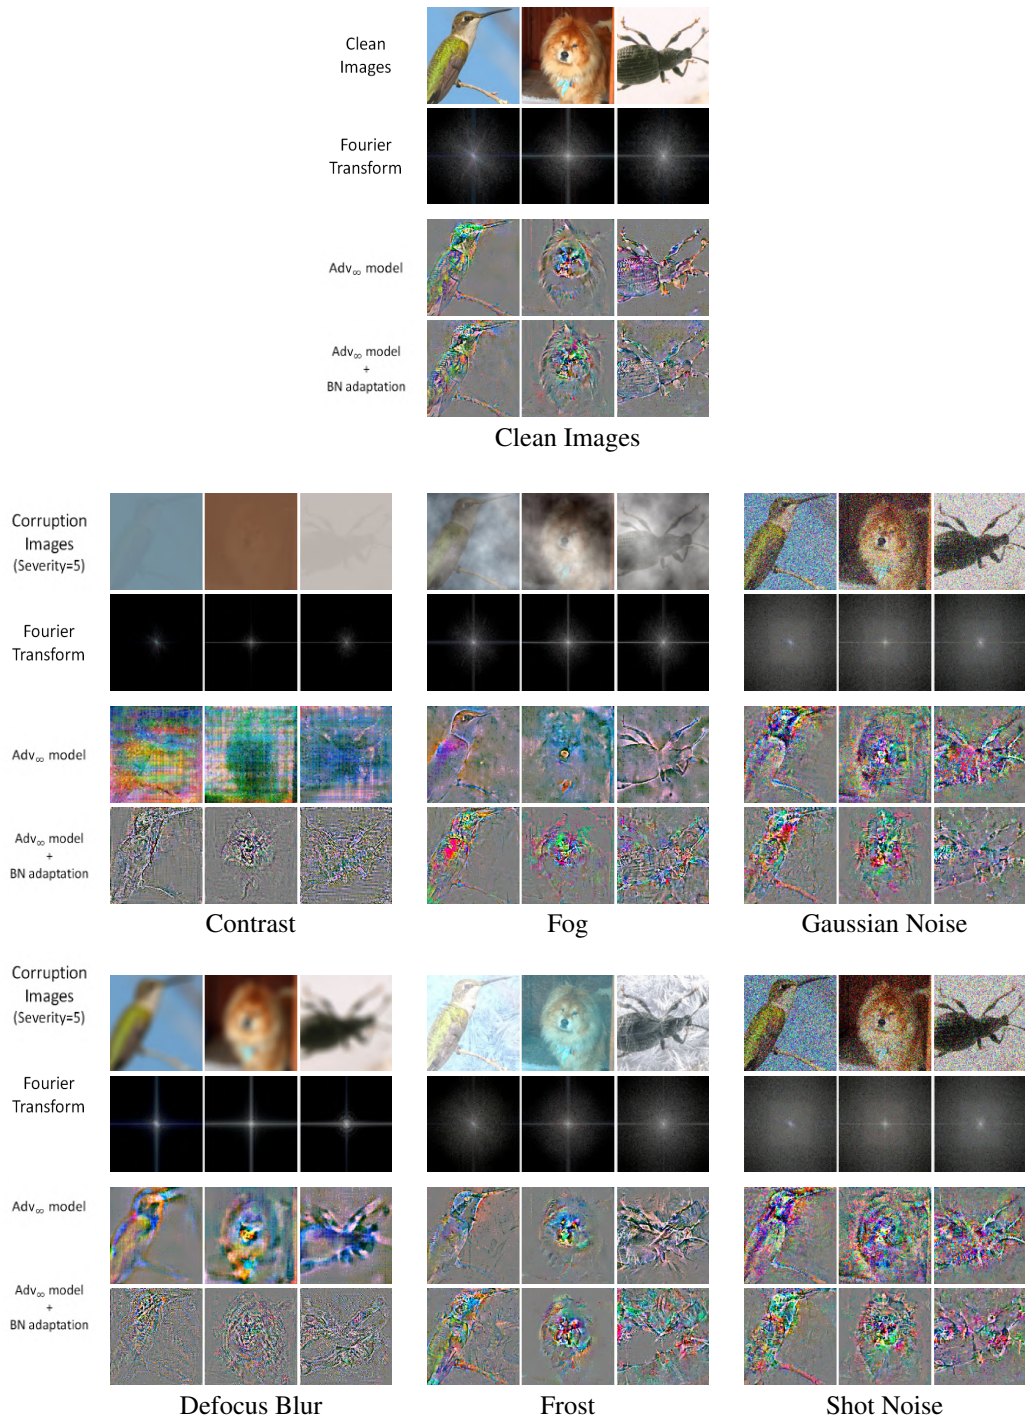 Clean
Images
Fourier
Transform
Adv∞ model
Adv∞ model
+
BN adaptation
Clean Images
Corruption
Images
(Severity=5)
Fourier
Transform
Adv∞ model
Adv∞ model
+
BN adaptation
Contrast
Fog
Gaussian Noise
Corruption
Images
(Severity=5)
Fourier
Transform
Adv∞ model
Adv∞ model
+
BN adaptation
Defocus Blur
Frost
Shot Noise